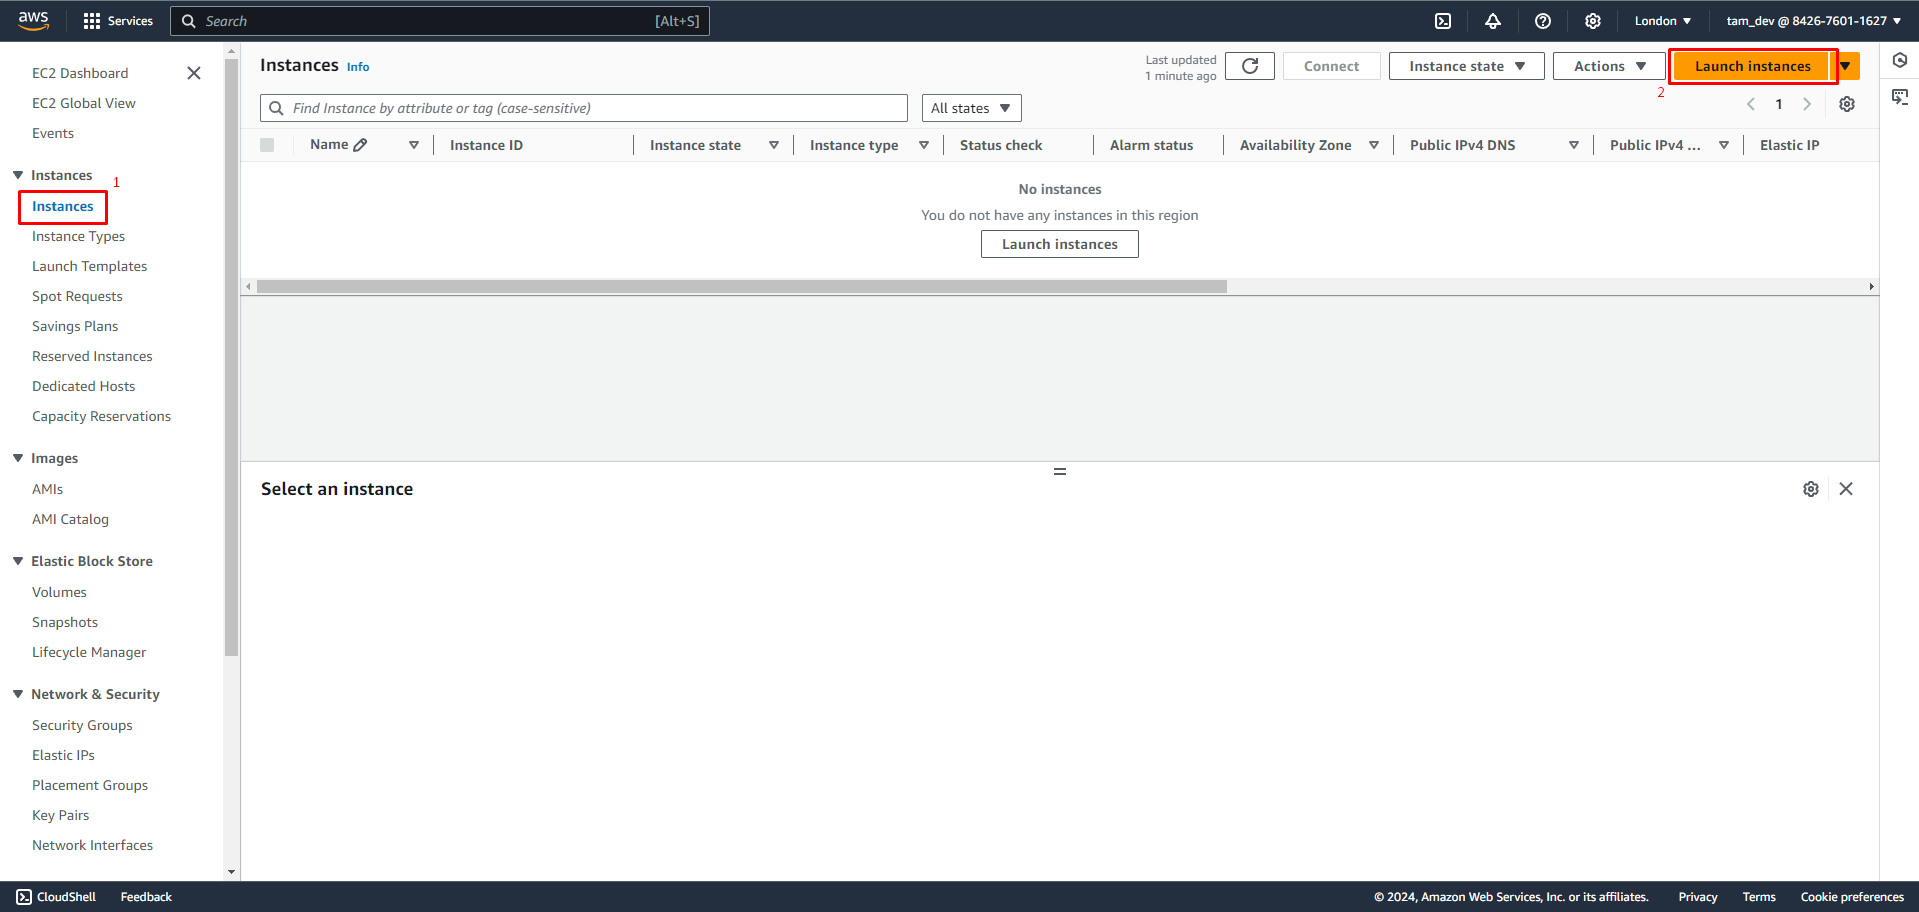 aws
Services
Search
[Alt+S]
London
tam_dev @ 8426-7601-1627
EC2 Dashboard
EC2 Global View
Events
Instances
1
Instances
Instance Types
Launch Templates
Spot Requests
Savings Plans
Reserved Instances
Dedicated Hosts
Capacity Reservations
Images
AMIs
AMI Catalog
Elastic Block Store
Volumes
Snapshots
Lifecycle Manager
Network & Security
Security Groups
Elastic IPs
Placement Groups
Key Pairs
Network Interfaces
Instances Info
Last updated
1 minute ago
Connect
Instance state
Actions
Launch instances
2
Find Instance by attribute or tag (case-sensitive)
All states
1
Name
Instance ID
Instance state
Instance type
Status check
Alarm status
Availability Zone
Public IPv4 DNS
Public IPv4 ...
Elastic IP
No instances
You do not have any instances in this region
Launch instances
Select an instance
CloudShell
Feedback
© 2024, Amazon Web Services, Inc. or its affiliates.
Privacy
Terms
Cookie preferences